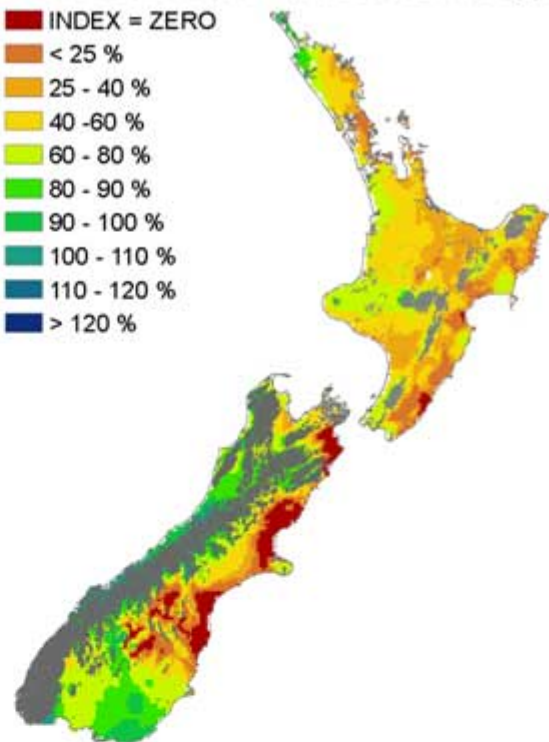 INDEX = ZERO
< 25 %
25 - 40 %
40 -60 %
60 - 80 %
80 - 90 %
90 - 100 %
100 - 110 %
110 - 120 %
> 120 %